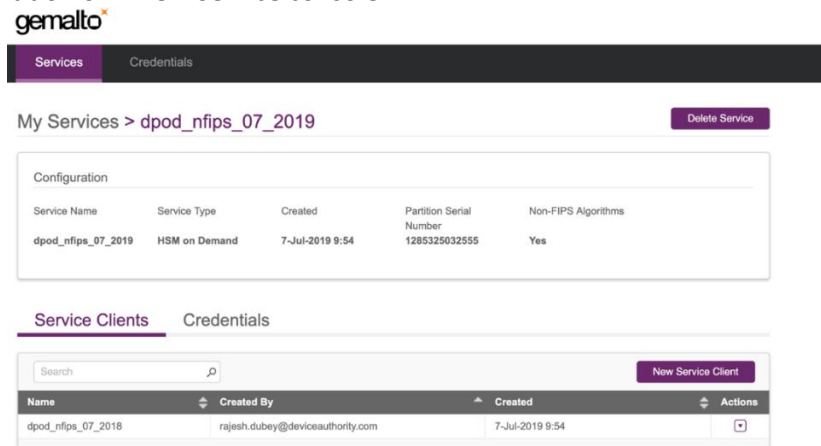 gemalto
Services Credentials
My Services > dpod_nfips_07_2019 Delete Service
Configuration
Service Name Service Type Created Partition Serial Number Non-FIPS Algorithms
dpod_nfips_07_2019 HSM on Demand 7-Jul-2019 9:54 1285325032555 Yes
Service Clients Credentials
Search New Service Client
Name Created By Created Actions
dpod_nfips_07_2018 rajesh.dubey@deviceauthority.com 7-Jul-2019 9:54